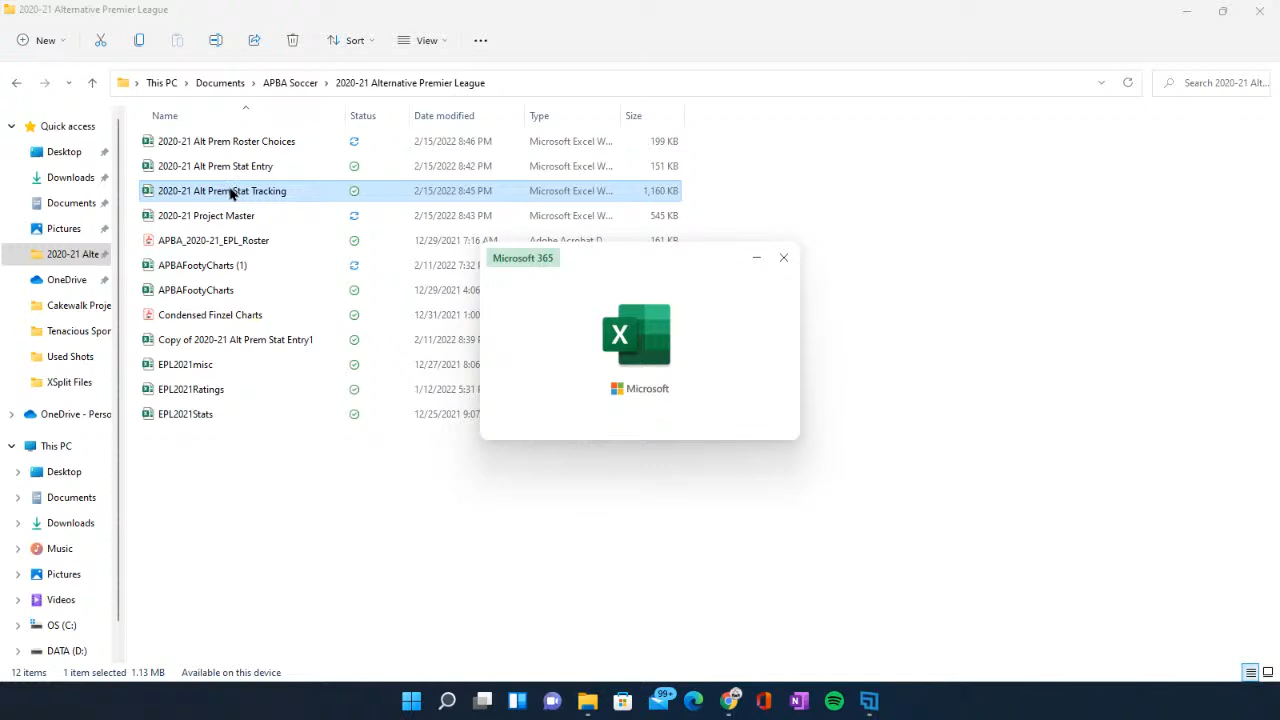 2020-21 Alternative Premier League
New
Sort
View
This PC > Documents > APBA Soccer > 2020-21 Alternative Premier League
Search 2020-21 Alt...
Name Status Date modified Type Size
Quick access
Desktop
Downloads
Documents
Pictures
2020-21 Alte
OneDrive
Cakewalk Proje
Tenacious Spor
Used Shots
XSplit Files
OneDrive - Perso
This PC
Desktop
Documents
Downloads
Music
Pictures
Videos
OS (C:)
DATA (D:)
2020-21 Alt Prem Roster Choices 2/15/2022 8:46 PM Microsoft Excel W... 199 KB
2020-21 Alt Prem Stat Entry 2/15/2022 8:42 PM Microsoft Excel W... 151 KB
2020-21 Alt Prem Stat Tracking 2/15/2022 8:45 PM Microsoft Excel W... 1,160 KB
2020-21 Project Master 2/15/2022 8:43 PM Microsoft Excel W... 545 KB
APBA_2020-21_EPL_Roster 12/29/2021 7:16 AM Adobe Acrobat D... 161 KB
APBAFootyCharts (1) 2/11/2022 7:32
APBAFootyCharts 12/29/2021 4:06
Condensed Finzel Charts 12/31/2021 1:00
Copy of 2020-21 Alt Prem Stat Entry1 2/11/2022 8:39
EPL2021misc 12/27/2021 8:06
EPL2021Ratings 1/12/2022 5:31
EPL2021Stats 12/25/2021 9:07
Microsoft 365
X
Microsoft
12 items 1 item selected 1.13 MB Available on this device
99+